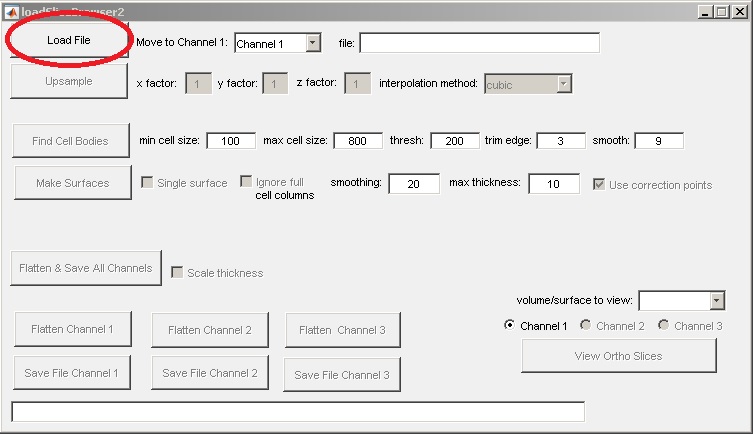 loadSliceBrowser2
Load File Move to Channel 1: Channel 1 file:
Upsample x factor: 1 y factor: 1 z factor: 1 interpolation method: cubic
Find Cell Bodies min cell size: 100 max cell size: 800 thresh: 200 trim edge: 3 smooth: 9
Make Surfaces Single surface Ignore full cell columns smoothing: 20 max thickness: 10 Use correction points
Flatten & Save All Channels Scale thickness
volume/surface to view:
Flatten Channel 1 Flatten Channel 2 Flatten Channel 3 Channel 1 Channel 2 Channel 3
Save File Channel 1 Save File Channel 2 Save File Channel 3 View Ortho Slices